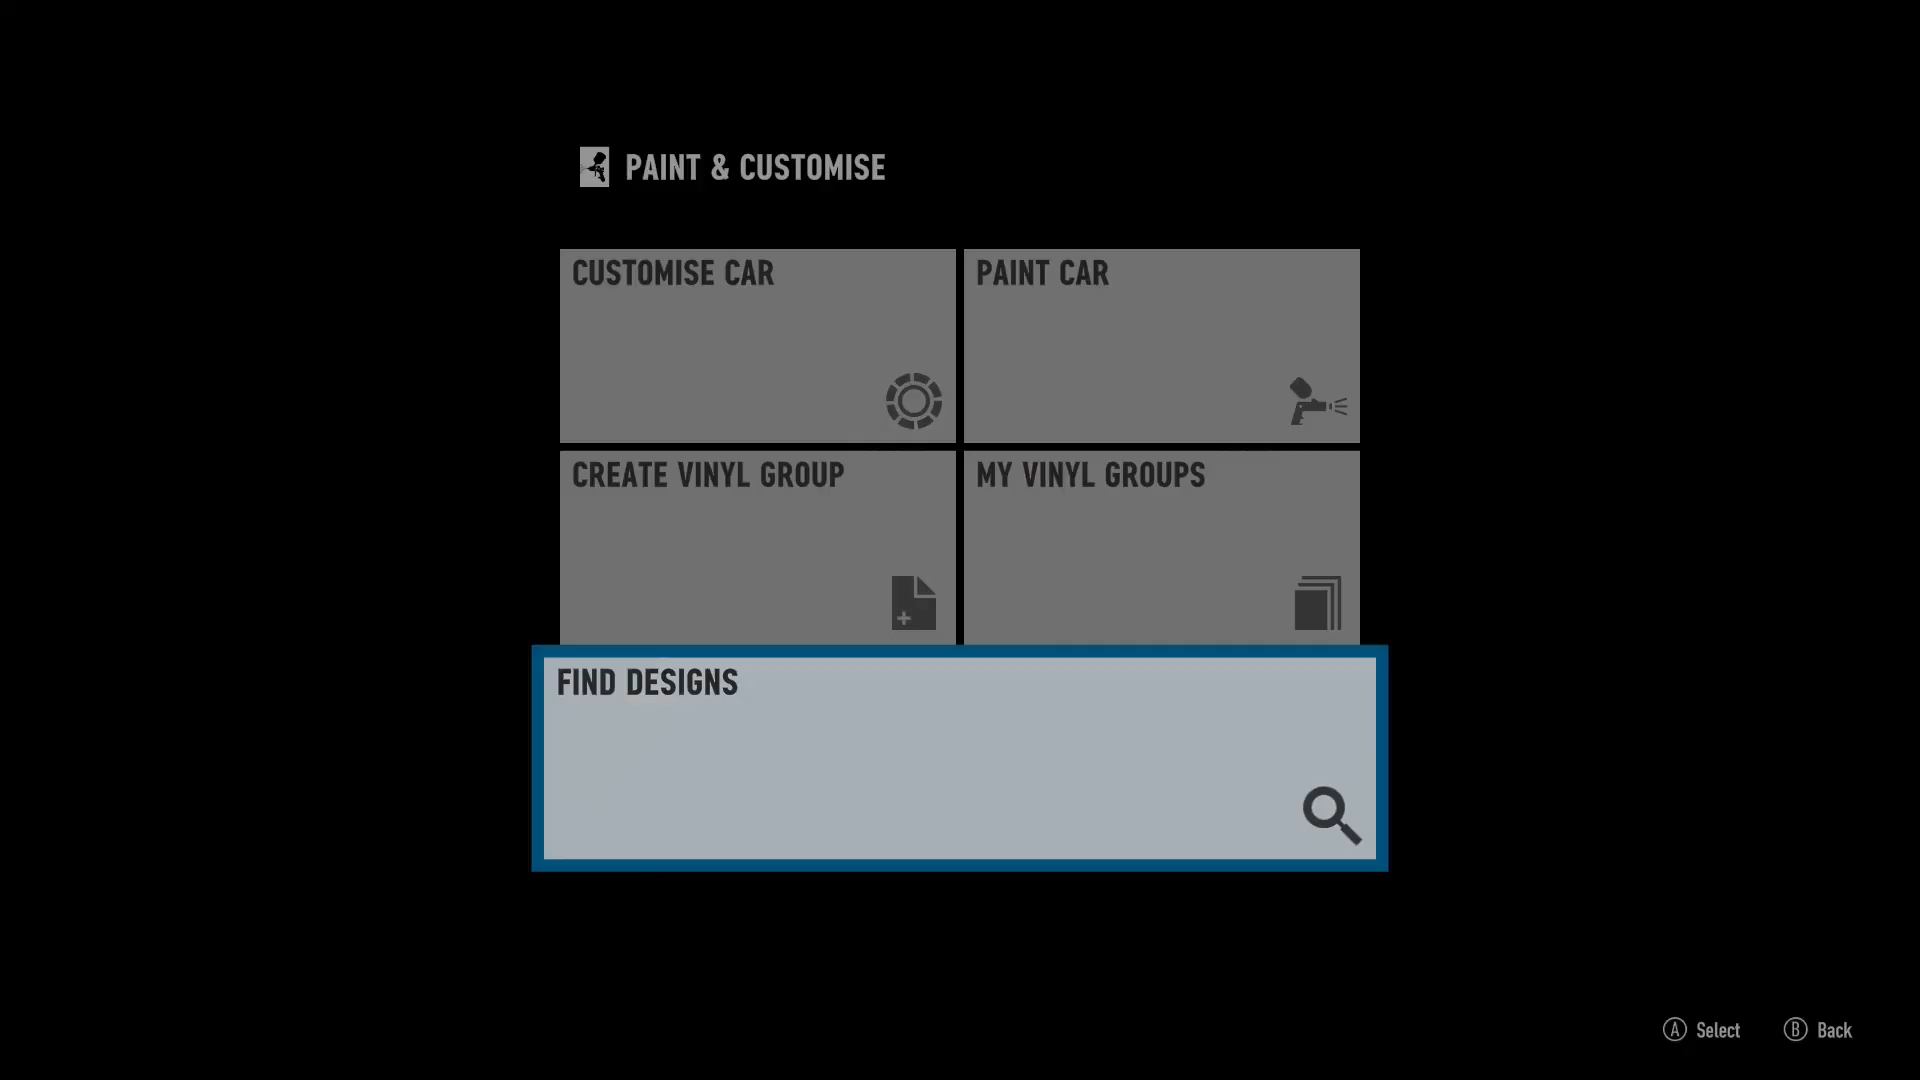 PAINT & CUSTOMISE
CUSTOMISE CAR
PAINT CAR
CREATE VINYL GROUP
MY VINYL GROUPS
FIND DESIGNS
A Select
B Back